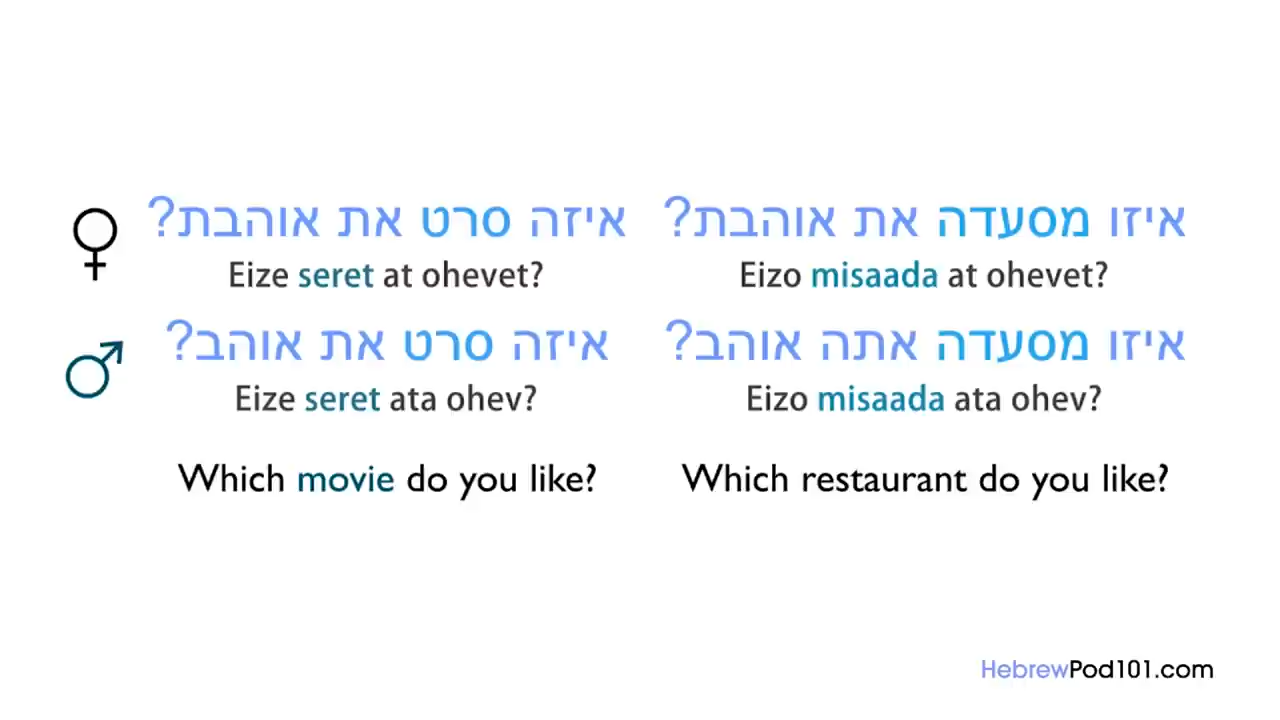 איזה סרט את אוהבת?
Eize seret at ohevet?
איזה סרט את אוהב?
Eize seret ata ohev?
Which movie do you like?
איזו מסעדה את אוהבת?
Eizo misaada at ohevet?
איזו מסעדה אתה אוהב?
Eizo misaada ata ohev?
Which restaurant do you like?
HebrewPod101.com